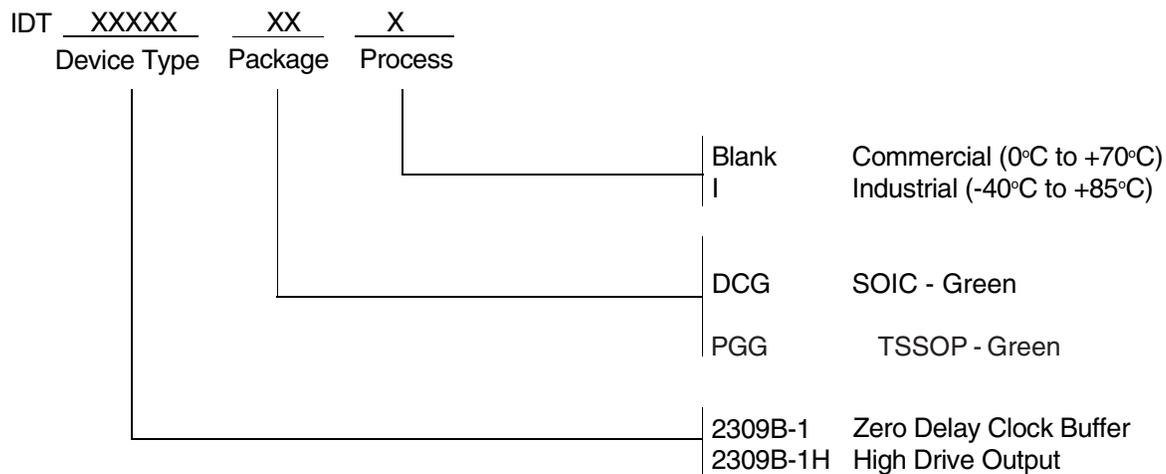 IDT XXXXX XX X
Device Type Package Process
Blank Commercial (0°C to +70°C)
I Industrial (-40°C to +85°C)
DCG SOIC - Green
PGG TSSOP - Green
2309B-1 Zero Delay Clock Buffer
2309B-1H High Drive Output